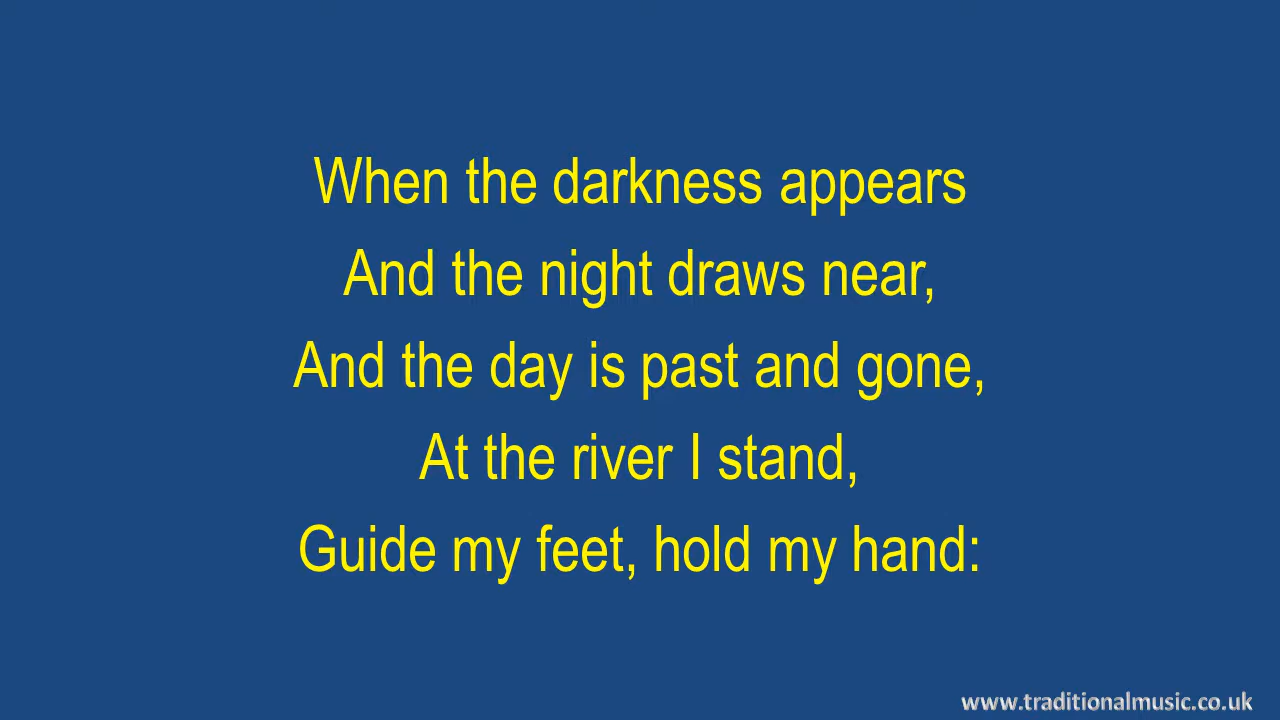 When the darkness appears
And the night draws near,
And the day is past and gone,
At the river I stand,
Guide my feet, hold my hand:
www.traditionalmusic.co.uk